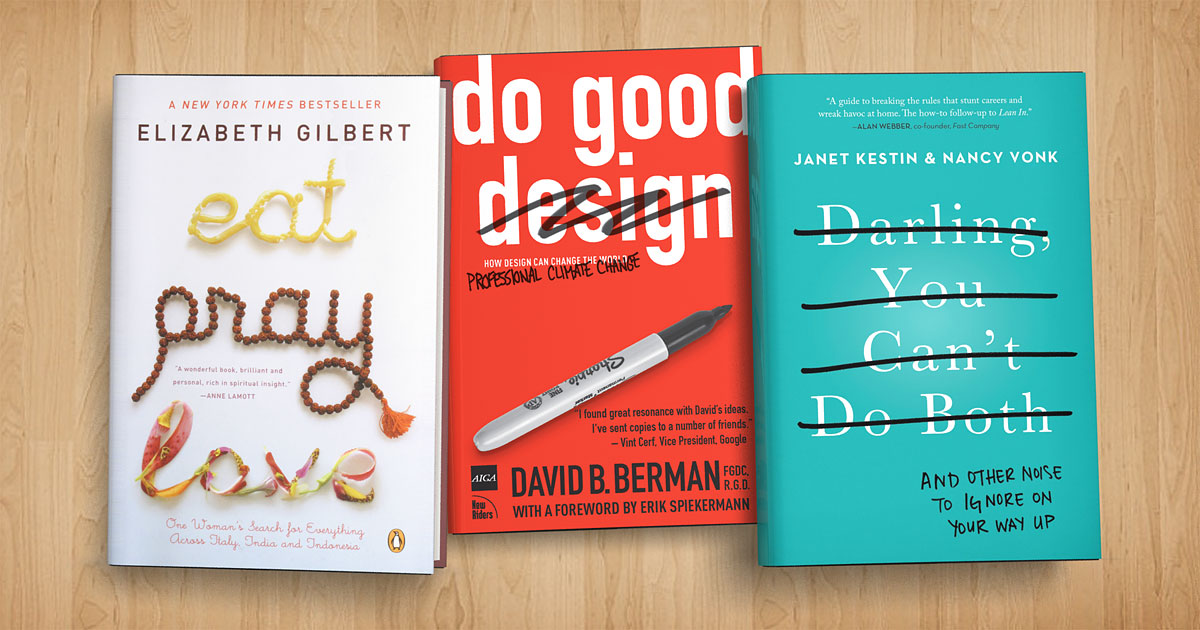 A NEW YORK TIMES BESTSELLER
ELIZABETH GILBERT
eat
pray
"A wonderful book, brilliant and
personal, rich in spiritual insight."
—ANNE LAMOTT
love
One Woman's Search for Everything
Across Italy, India and Indonesia
do good
design
HOW DESIGN CAN CHANGE THE WORLD
PROFESSIONAL CLIMATE CHANGE
Sharpie
FINE
Permanent Marker
"I found great resonance with David's ideas.
I've sent copies to a number of friends."
— Vint Cerf, Vice President, Google
AIGA
New
Riders
DAVID B. BERMAN FGDC,
R.G.D.
WITH A FOREWORD BY ERIK SPIEKERMANN
"A guide to breaking the rules that stunt careers and
wreak havoc at home. The how-to follow-up to Lean In."
—ALAN WEBBER, co-founder, Fast Company
JANET KESTIN & NANCY VONK
Darling,
You
Can't
Do Both
AND OTHER NOISE
TO IGNORE ON
YOUR WAY UP